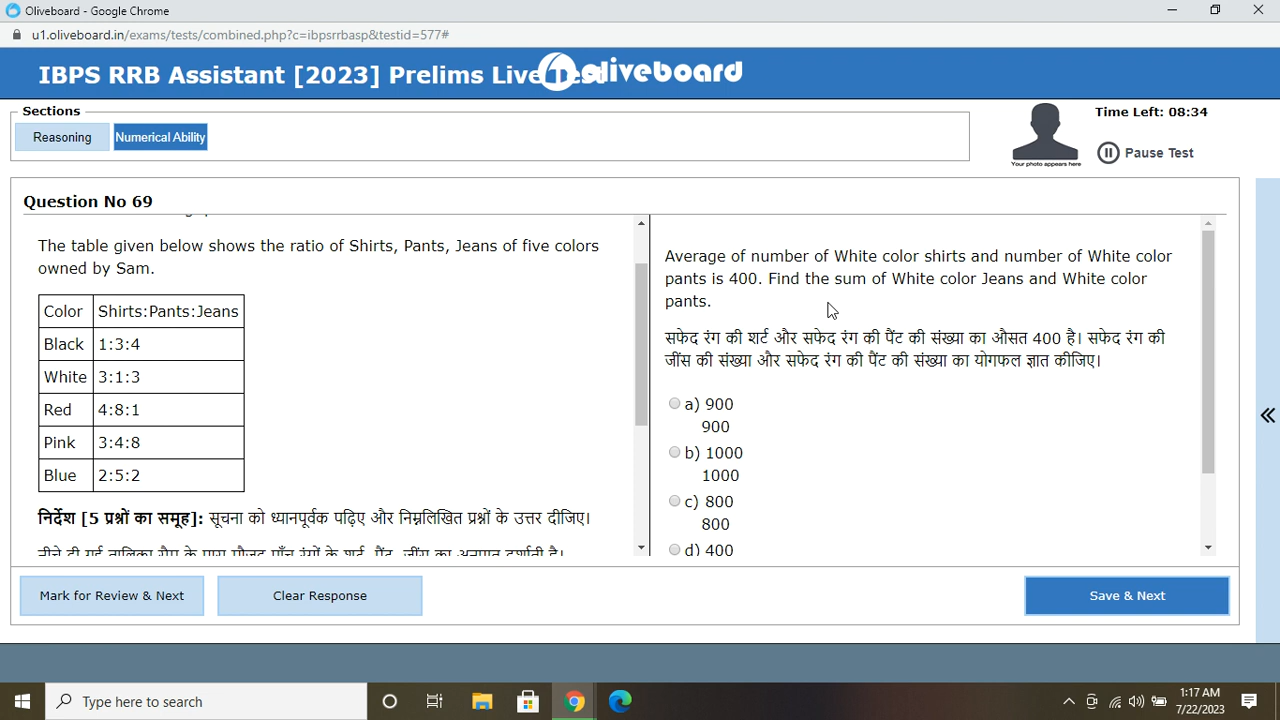 Oliveboard - Google Chrome
u1.oliveboard.in/exams/tests/combined.php?c=ibpsrrbasp&testid=577#
IBPS RRB Assistant [2023] Prelims Live Test
oliveboard
Sections
Reasoning
Numerical Ability
Your photo appears here
Time Left: 08:34
Pause Test
Question No 69
The table given below shows the ratio of Shirts, Pants, Jeans of five colors
owned by Sam.
Color Shirts:Pants:Jeans
Black 1:3:4
White 3:1:3
Red 4:8:1
Pink 3:4:8
Blue 2:5:2
निर्देश [5 प्रश्नों का समूह]: सूचना को ध्यानपूर्वक पढ़िए और निम्नलिखित प्रश्नों के उत्तर दीजिए।
नीचे दी गई तालिका सैम के पास मौजूद पाँच रंगों के शर्ट, पैंट, जींस का अनुपात दर्शाती है।
Average of number of White color shirts and number of White color
pants is 400. Find the sum of White color Jeans and White color
pants.
सफेद रंग की शर्ट और सफेद रंग की पैंट की संख्या का औसत 400 है। सफेद रंग की
जींस की संख्या और सफेद रंग की पैंट की संख्या का योगफल ज्ञात कीजिए।
a) 900
900
b) 1000
1000
c) 800
800
d) 400
Mark for Review & Next
Clear Response
Save & Next
Type here to search
1:17 AM
7/22/2023